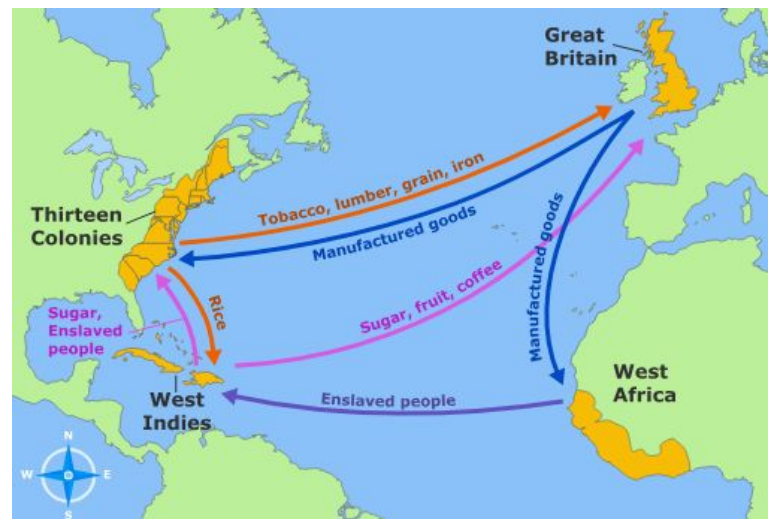 Great
Britain
Thirteen
Colonies
Tobacco, lumber, grain, iron
Manufactured goods
Manufactured goods
Sugar,
Enslaved
people
Rice
Sugar, fruit, coffee
West
Indies
Enslaved people
West
Africa
N
W
E
S